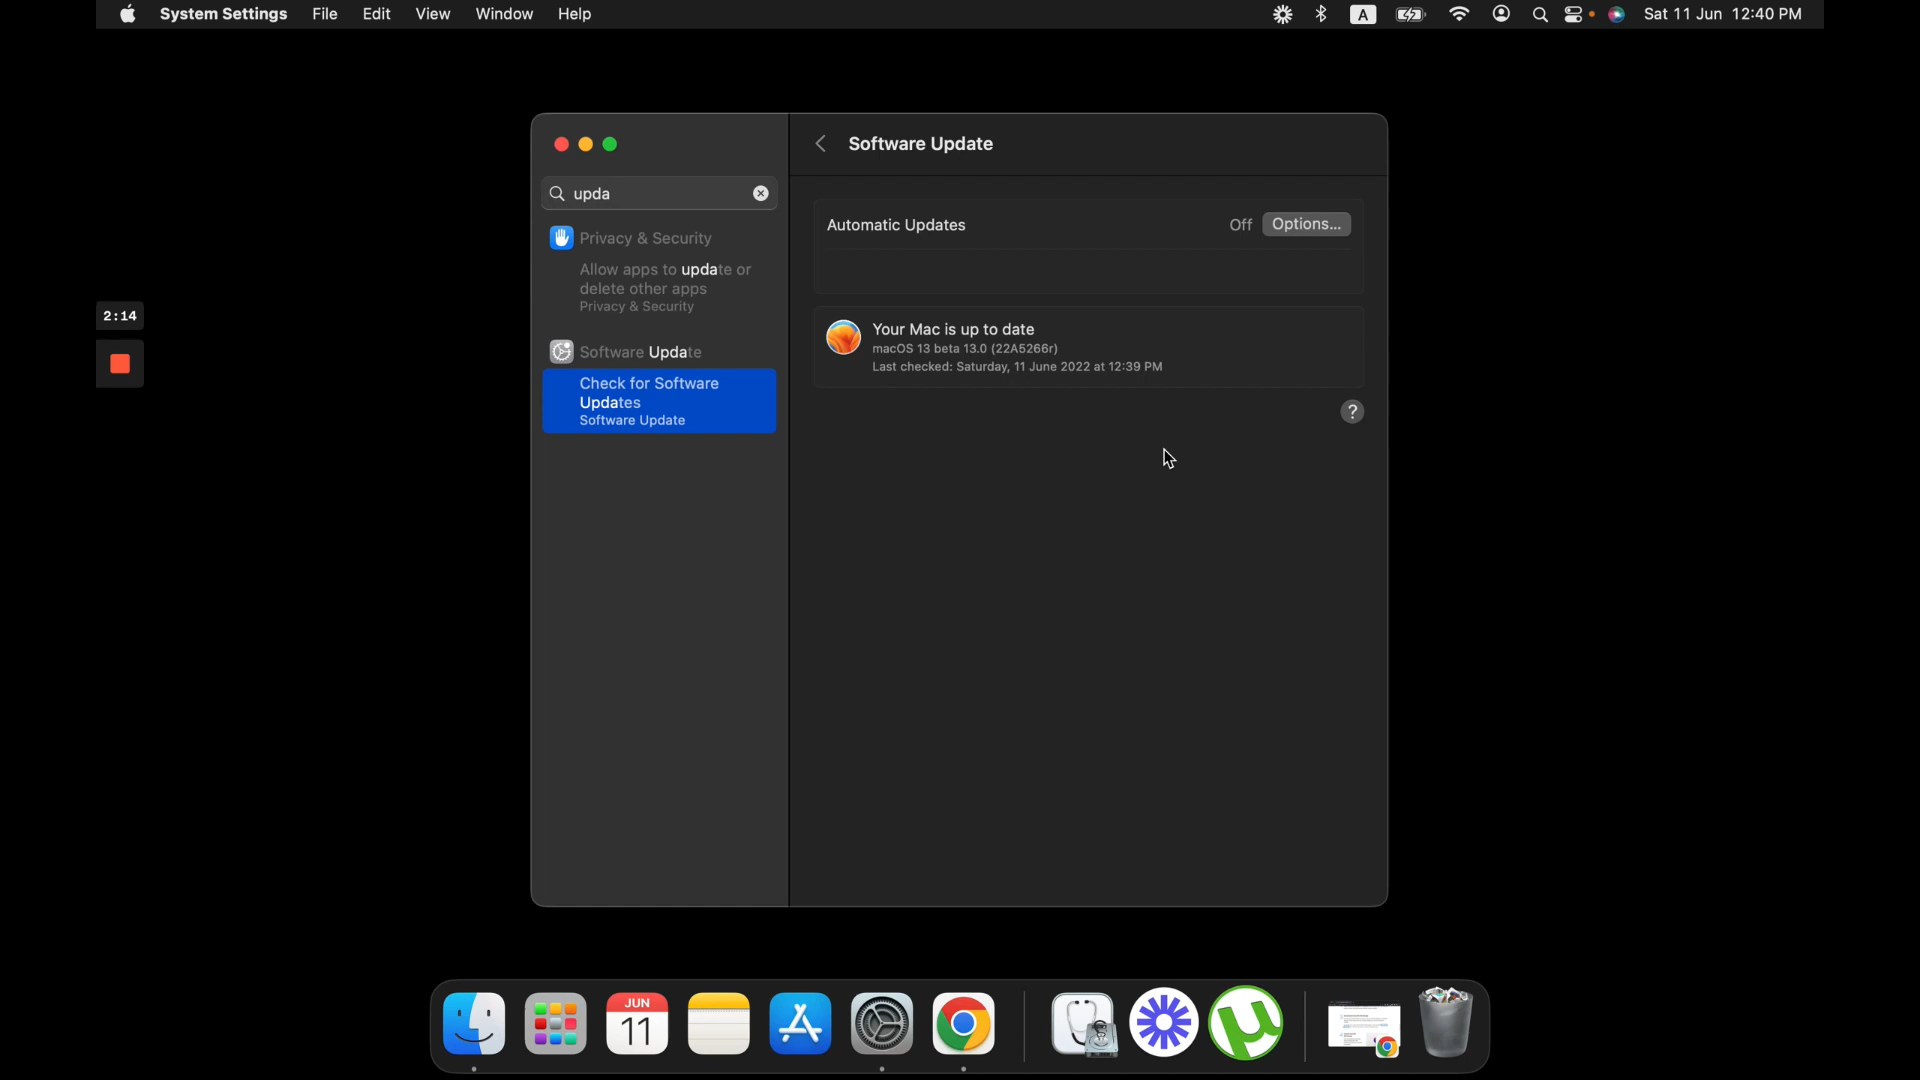 System Settings File Edit View Window Help A Sat 11 Jun 12:40 PM
Software Update
upda
Privacy & Security
Allow apps to update or
delete other apps
Privacy & Security
Software Update
Check for Software
Updates
Software Update
Automatic Updates Off Options...
Your Mac is up to date
macOS 13 beta 13.0 (22A5266r)
Last checked: Saturday, 11 June 2022 at 12:39 PM
?
2:14
JUN
11